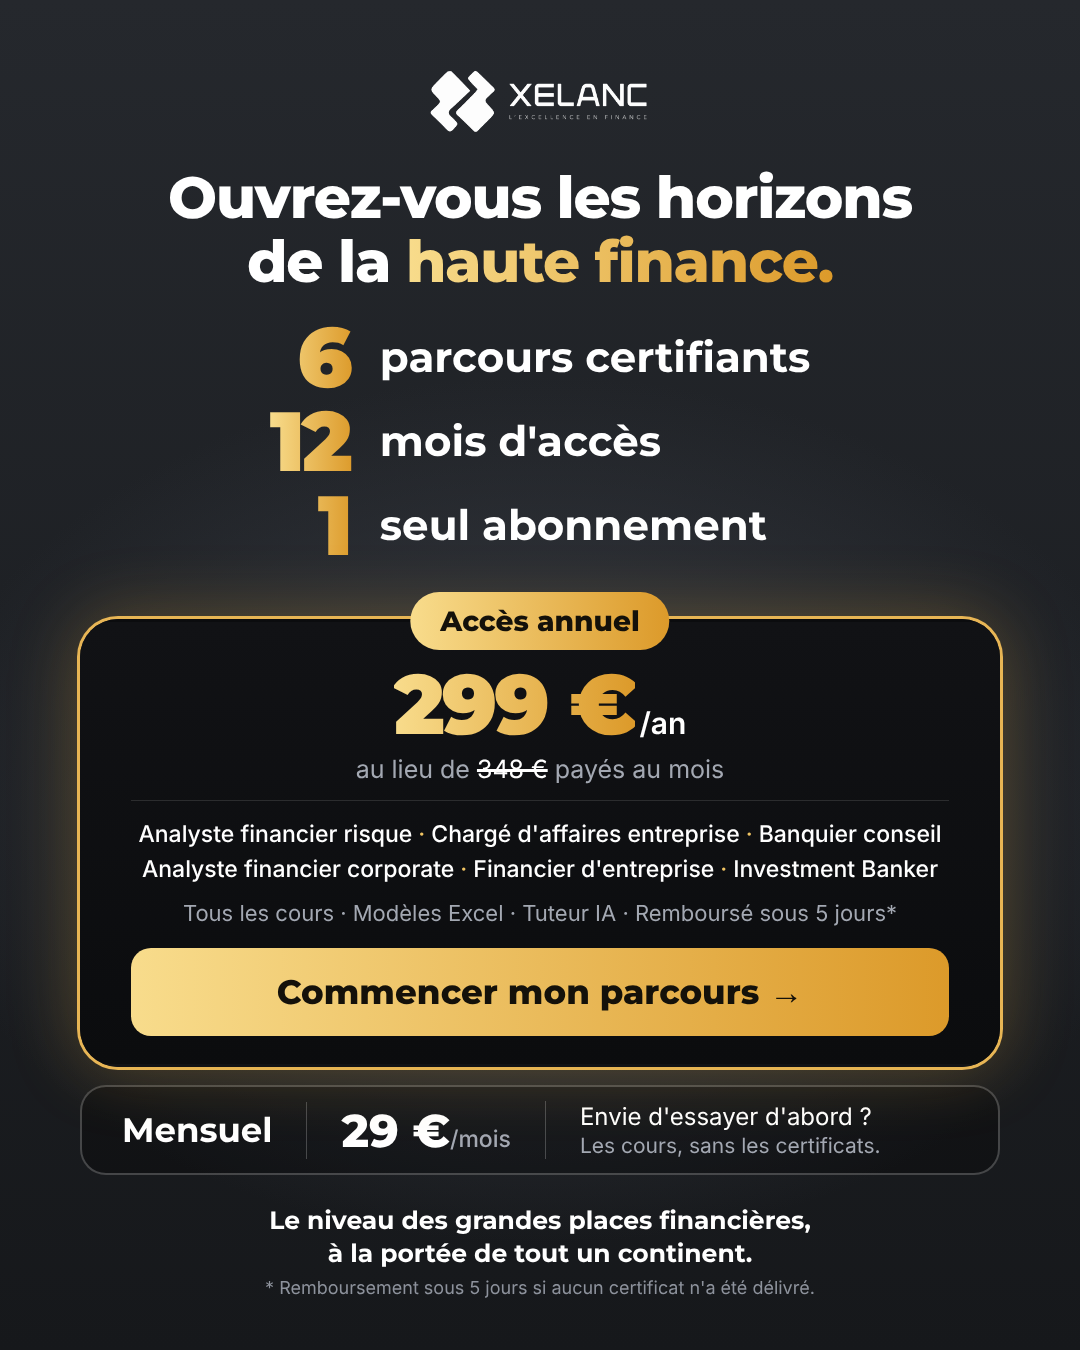 XELANC
L'EXCELLENCE EN FINANCE
Ouvrez-vous les horizons
de la haute finance.
6 parcours certifiants
12 mois d'accès
1 seul abonnement
Accès annuel
299 €/an
au lieu de 348 € payés au mois
Analyste financier risque · Chargé d'affaires entreprise · Banquier conseil
Analyste financier corporate · Financier d'entreprise · Investment Banker
Tous les cours · Modèles Excel · Tuteur IA · Remboursé sous 5 jours*
Commencer mon parcours →
Mensuel
29 €/mois
Envie d'essayer d'abord ?
Les cours, sans les certificats.
Le niveau des grandes places financières,
à la portée de tout un continent.
* Remboursement sous 5 jours si aucun certificat n'a été délivré.